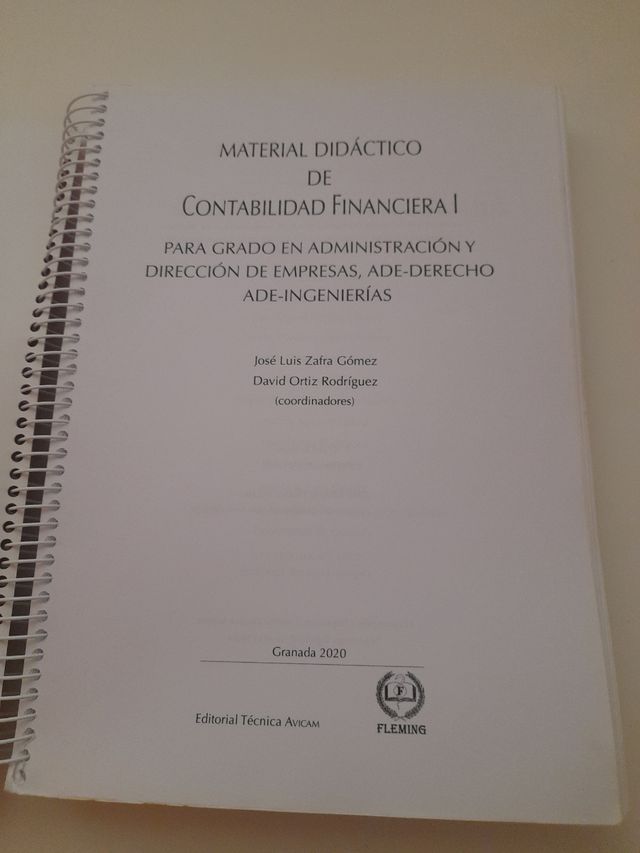 MATERIAL DIDÁCTICO
DE
CONTABILIDAD FINANCIERA I
PARA GRADO EN ADMINISTRACIÓN Y
DIRECCIÓN DE EMPRESAS, ADE-DERECHO
ADE-INGENIERÍAS
José Luis Zafra Gómez
David Ortiz Rodríguez
(coordinadores)
Granada 2020
Editorial Técnica AVICAM
F
FLEMING